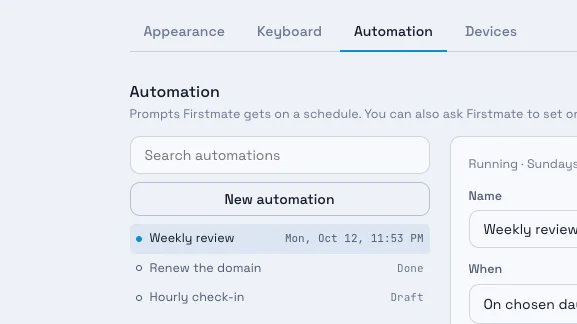 Appearance Keyboard Automation Devices
Automation
Prompts Firstmate gets on a schedule. You can also ask Firstmate to set
Search automations
New automation
Weekly review Mon, Oct 12, 11:53 PM
Renew the domain Done
Hourly check-in Draft
Running · Sundays
Name
Weekly review
When
On chosen